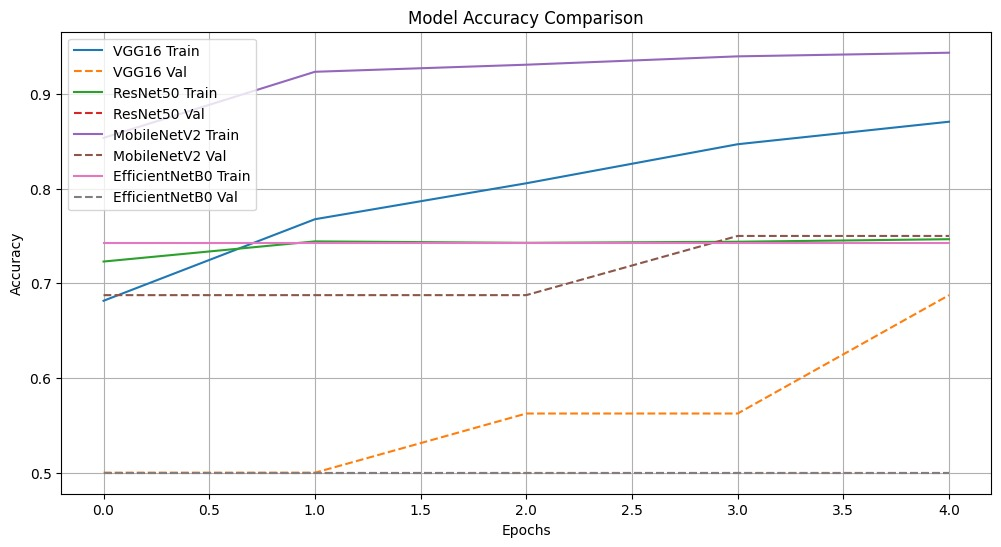 Model Accuracy Comparison
VGG16 Train
VGG16 Val
ResNet50 Train
ResNet50 Val
MobileNetV2 Train
MobileNetV2 Val
EfficientNetB0 Train
EfficientNetB0 Val
0.9
0.8
0.7
0.6
0.5
Accuracy
0.0 0.5 1.0 1.5 2.0 2.5 3.0 3.5 4.0
Epochs